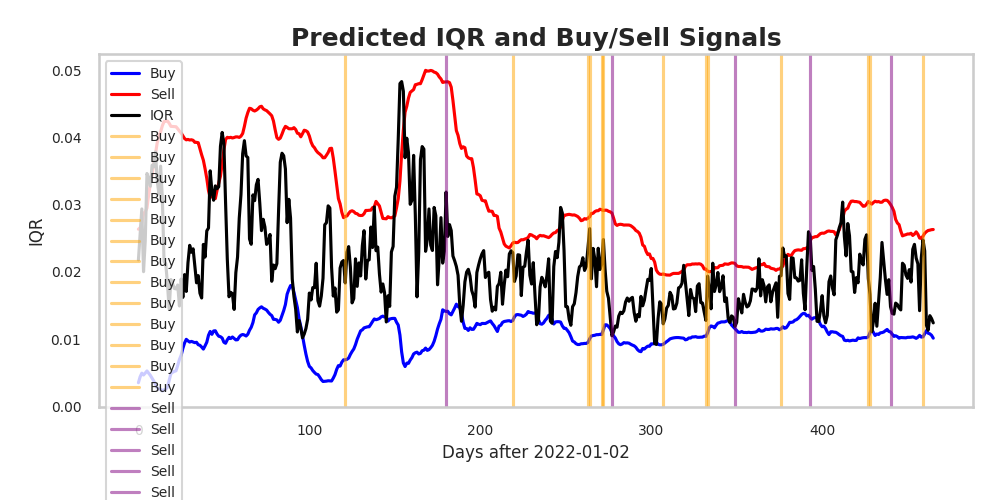 Predicted IQR and Buy/Sell Signals
0.05
0.04
0.03
0.02
0.01
0.00
IQR
Buy
Sell
IQR
Buy
Buy
Buy
Buy
Buy
Buy
Buy
Buy
Buy
Buy
Buy
Buy
Buy
Sell
Sell
Sell
Sell
Sell
0
100
200
300
400
Days after 2022-01-02